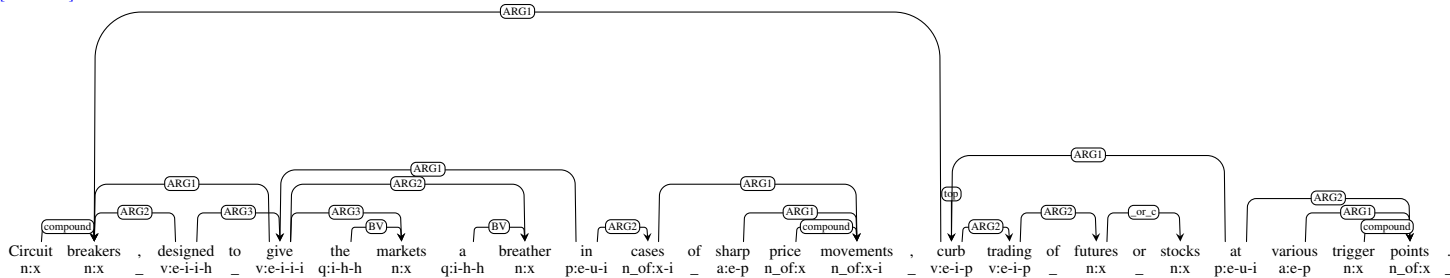 ARG1
ARG1 ARG1
ARG1 ARG2 ARG1
top ARG2
ARG2 ARG3 ARG3 ARG1 ARG2 _or_c ARG1
compound BV BV ARG2 compound ARG2 compound
Circuit breakers , designed to give the markets a breather in cases of sharp price movements , curb trading of futures or stocks at various trigger points .
n:x n:x _ v:e-i-i-h _ v:e-i-i-i q:i-h-h n:x q:i-h-h n:x p:e-u-i n_of:x-i _ a:e-p n_of:x n_of:x-i _ v:e-i-p v:e-i-p _ n:x _ n:x p:e-u-i a:e-p n:x n_of:x _